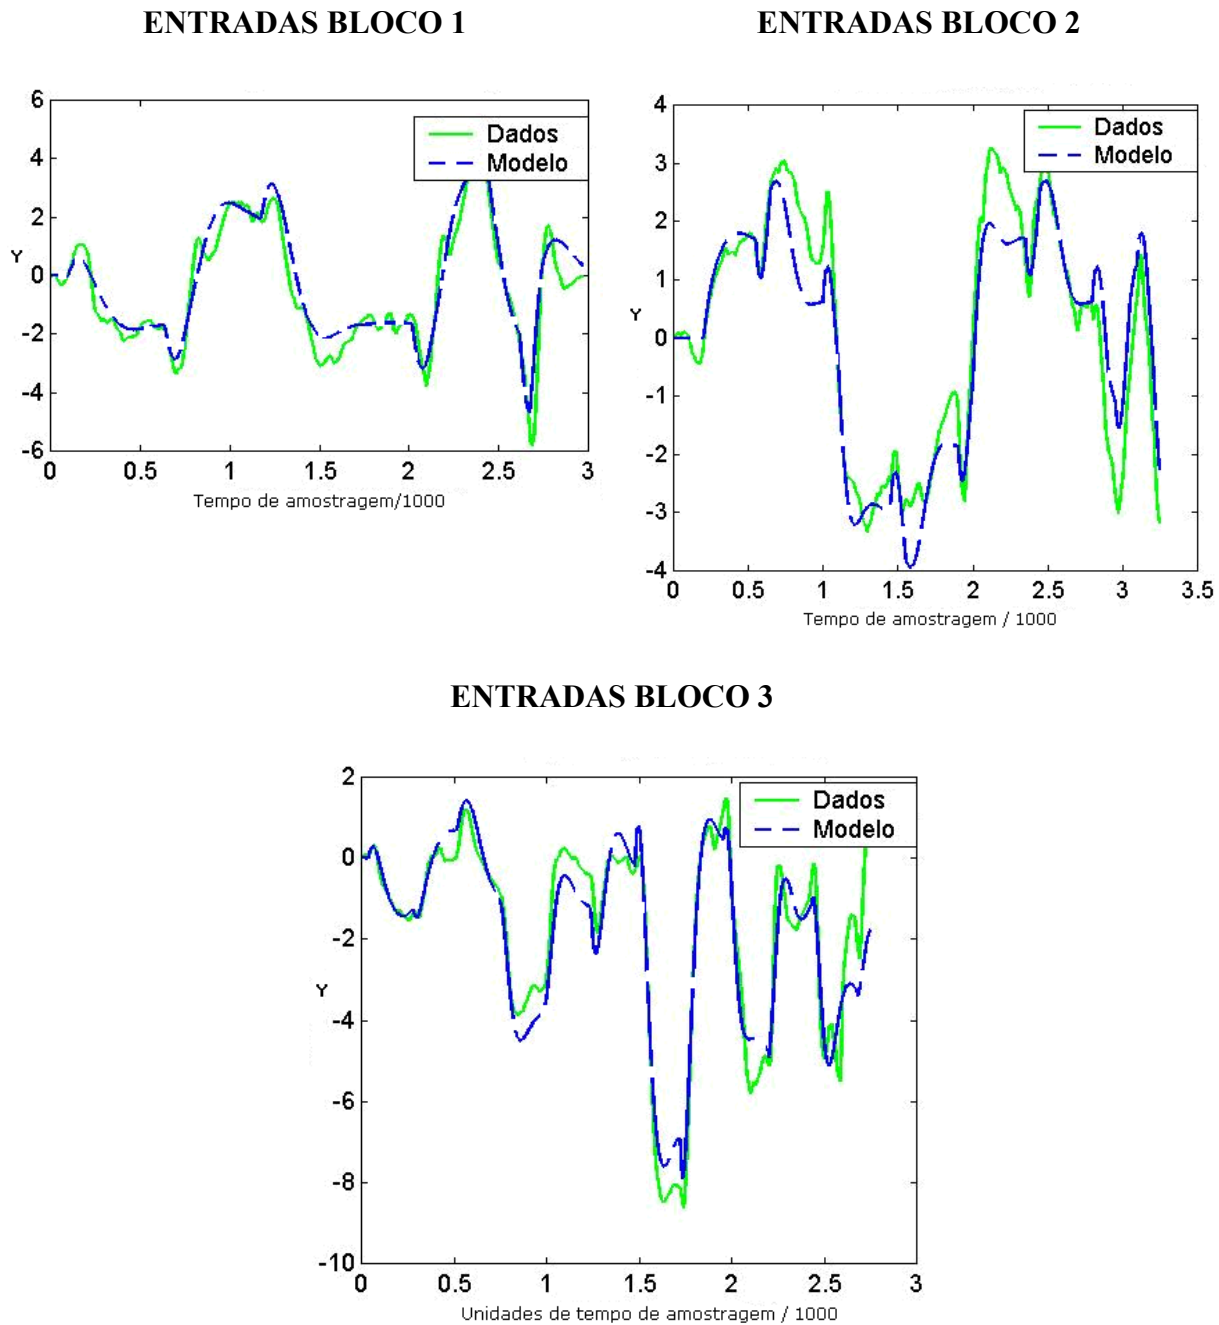 ENTRADAS BLOCO 1
ENTRADAS BLOCO 2
6
4
2
0
-2
-4
-6
Y
Dados
Modelo
0 0.5 1 1.5 2 2.5 3
Tempo de amostragem/1000
4
3
2
1
0
-1
-2
-3
-4
Y
Dados
Modelo
0 0.5 1 1.5 2 2.5 3 3.5
Tempo de amostragem / 1000
ENTRADAS BLOCO 3
2
0
-2
-4
-6
-8
-10
Y
Dados
Modelo
0 0.5 1 1.5 2 2.5 3
Unidades de tempo de amostragem / 1000